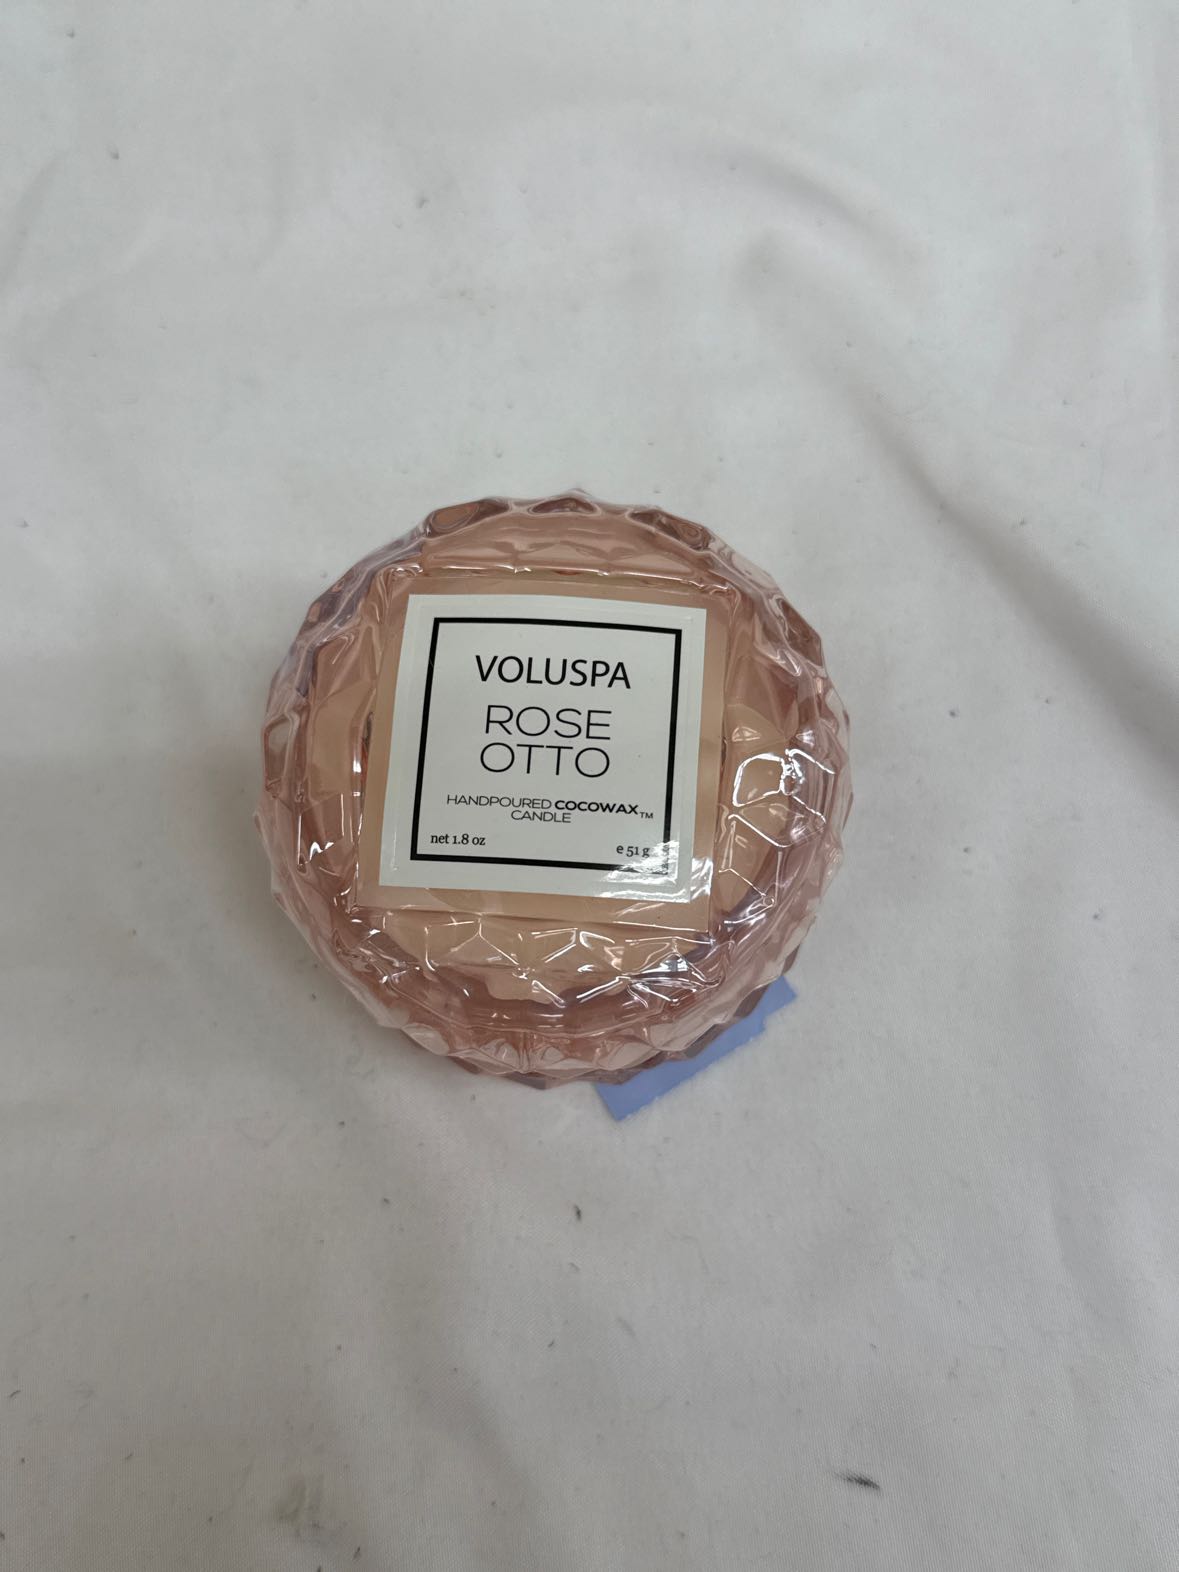 VOLUSPA
ROSE
OTTO
HANDPOURED COCOWAX™
CANDLE
net 1.8 oz e 51 g